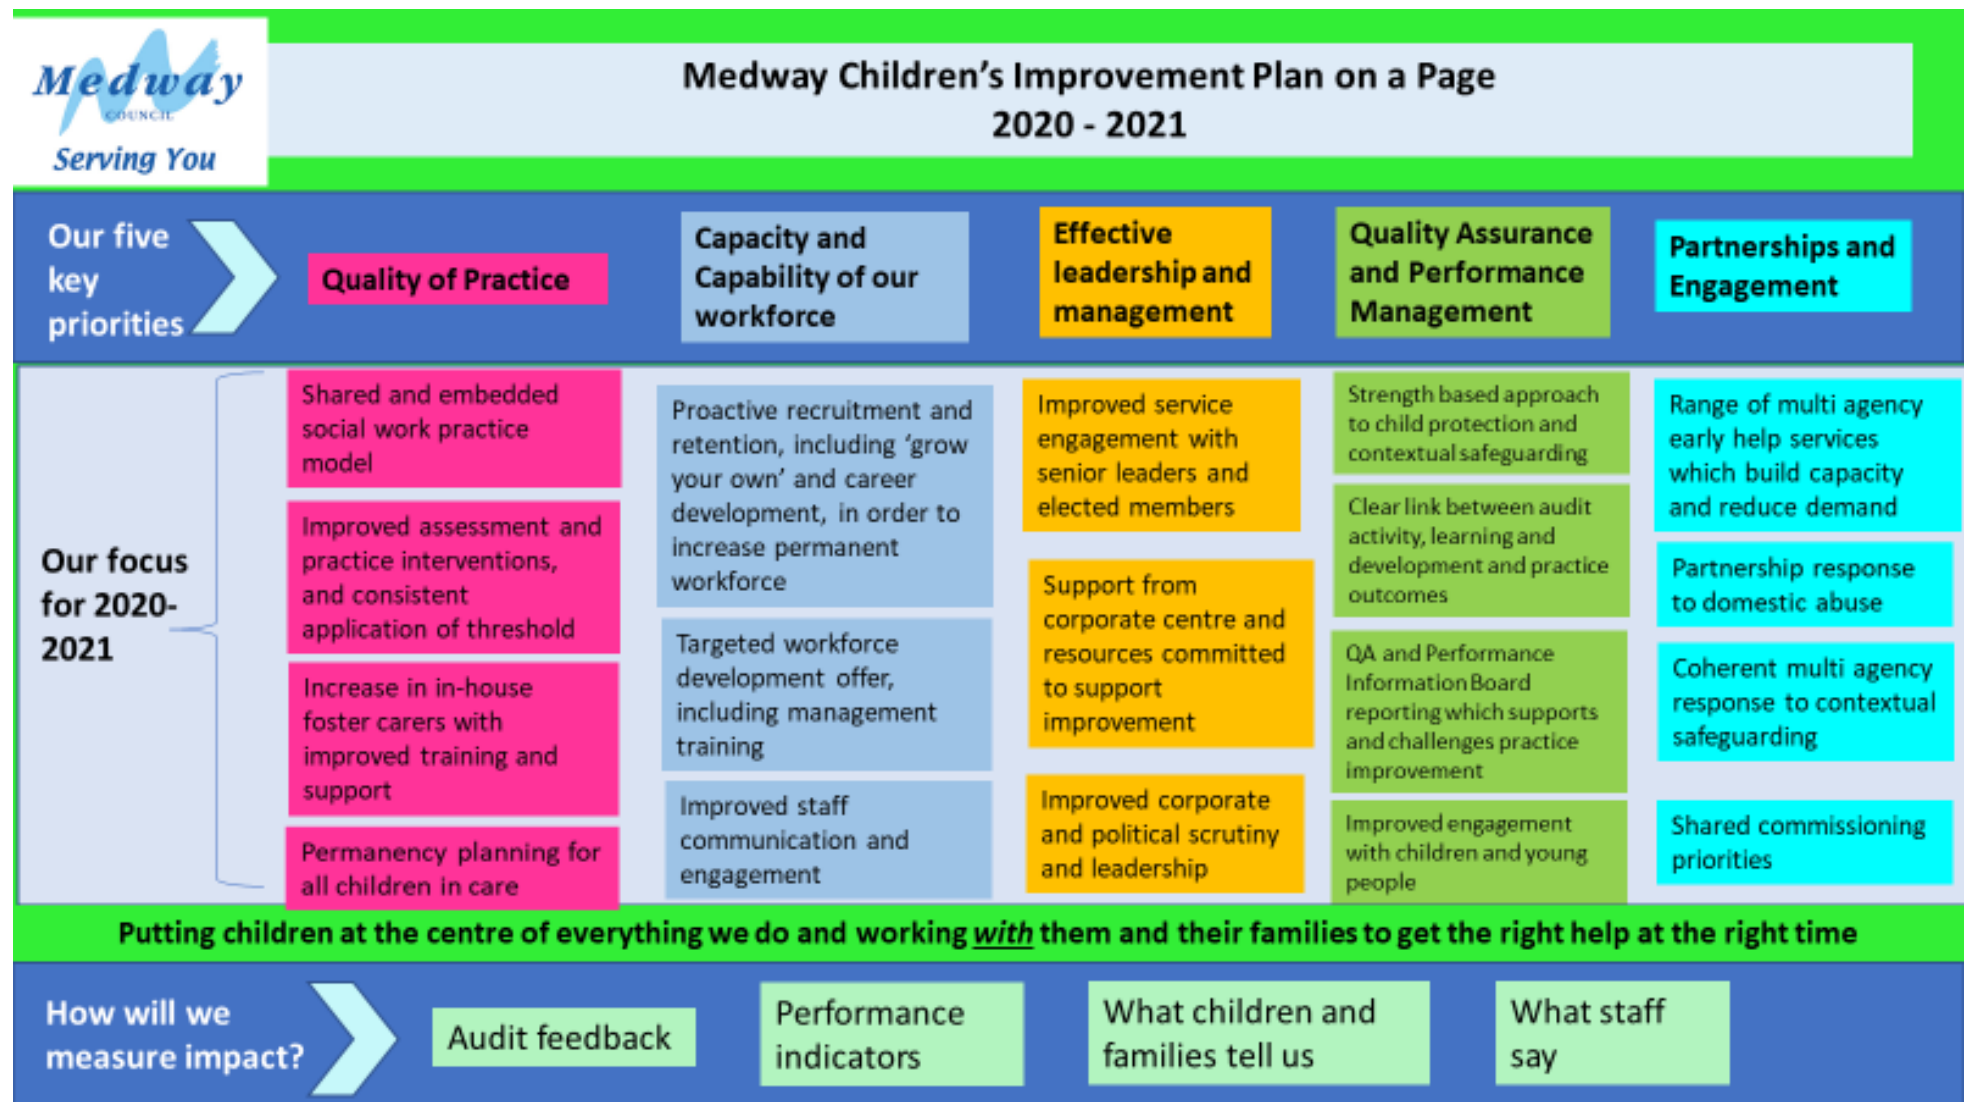 Medway
COUNCIL
Serving You
Medway Children's Improvement Plan on a Page
2020 - 2021
Our five
key
priorities
Quality of Practice
Capacity and
Capability of our
workforce
Effective
leadership and
management
Quality Assurance
and Performance
Management
Partnerships and
Engagement
Our focus
for 2020-
2021
Shared and embedded
social work practice
model
Improved assessment and
practice interventions,
and consistent
application of threshold
Increase in in-house
foster carers with
improved training and
support
Permanency planning for
all children in care
Proactive recruitment and
retention, including ‘grow
your own’ and career
development, in order to
increase permanent
workforce
Targeted workforce
development offer,
including management
training
Improved staff
communication and
engagement
Improved service
engagement with
senior leaders and
elected members
Support from
corporate centre and
resources committed
to support
improvement
Improved corporate
and political scrutiny
and leadership
Strength based approach
to child protection and
contextual safeguarding
Clear link between audit
activity, learning and
development and practice
outcomes
QA and Performance
Information Board
reporting which supports
and challenges practice
improvement
Improved engagement
with children and young
people
Range of multi agency
early help services
which build capacity
and reduce demand
Partnership response
to domestic abuse
Coherent multi agency
response to contextual
safeguarding
Shared commissioning
priorities
Putting children at the centre of everything we do and working with them and their families to get the right help at the right time
How will we
measure impact?
Audit feedback
Performance
indicators
What children and
families tell us
What staff
say